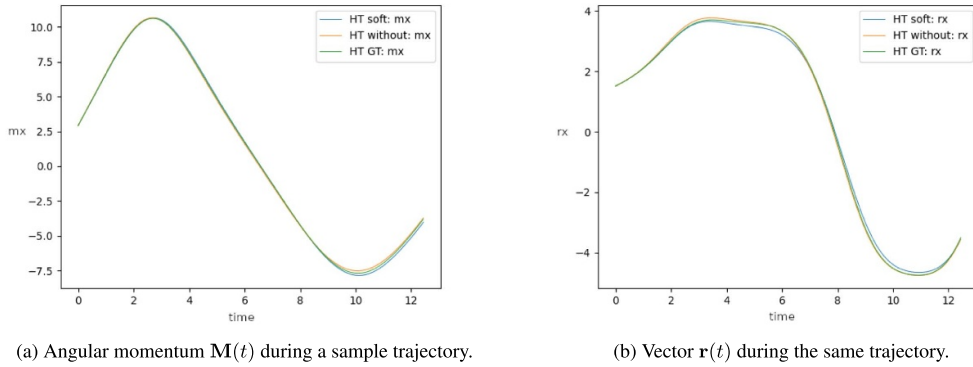 10.0
7.5
5.0
2.5
0.0
−2.5
−5.0
−7.5
mx
0 2 4 6 8 10 12
time
HT soft: mx
HT without: mx
HT GT: mx
4
2
0
−2
−4
rx
0 2 4 6 8 10 12
time
HT soft: rx
HT without: rx
HT GT: rx
(a) Angular momentum M(t) during a sample trajectory.
(b) Vector r(t) during the same trajectory.